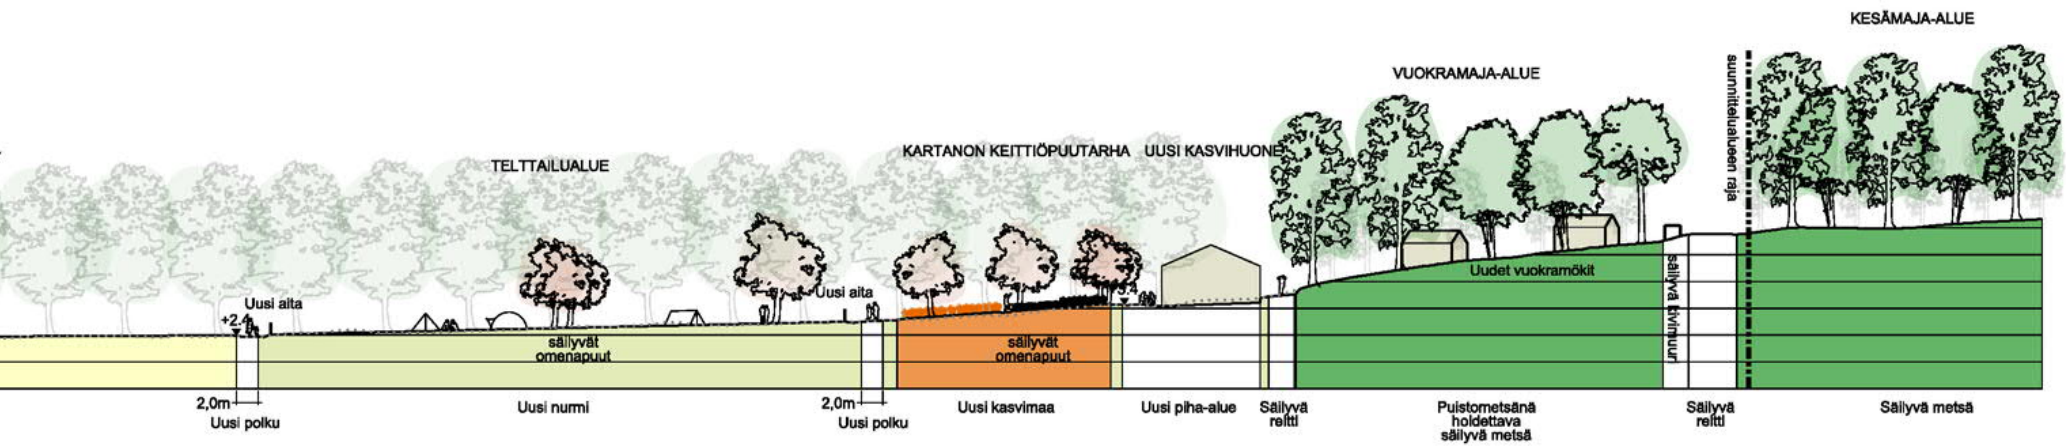 KESÄMAJA-ALUE
VUOKRAMAJA-ALUE
suunnittelualueen raja
TELTTAILUALUE
KARTANON KEITTIÖPUUTARHA
UUSI KASVIHUONE
Uusi aita
+2.4
Uusi aita
Uudet vuokramökit
säilyvä kivimuuri
säilyvät
omenapuut
säilyvät
omenapuut
2,0m
Uusi polku
Uusi nurmi
2,0m
Uusi polku
Uusi kasvimaa
Uusi piha-alue
Säilyvä
reitti
Puistometsänä
hoidettava
säilyvä metsä
Säilyvä
reitti
Säilyvä metsä